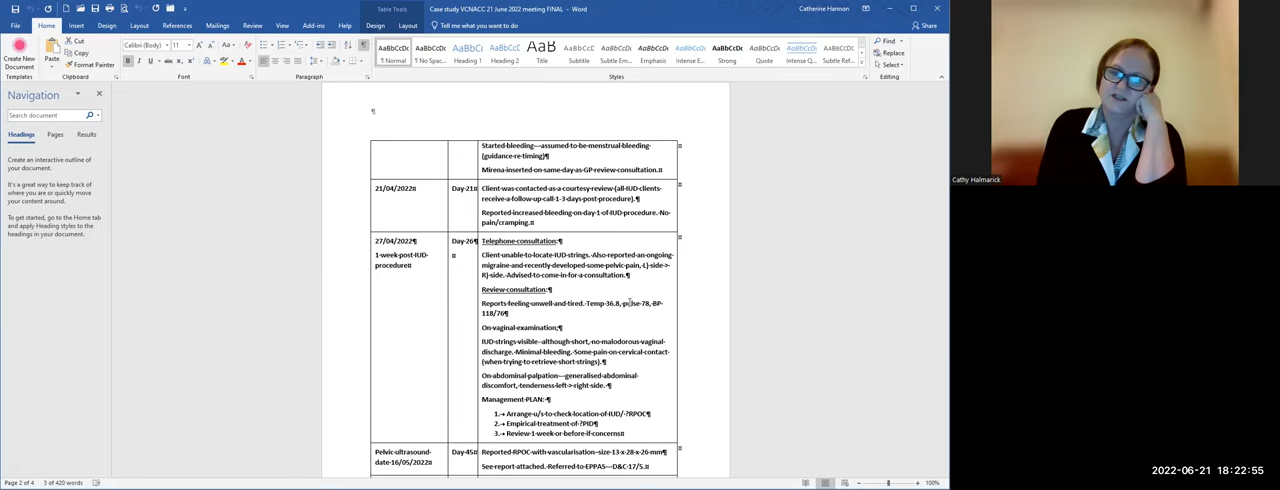 Table Tools
Case study VCNACC 21 June 2022 meeting FINAL - Word
Catherine Hannon
File Home Insert Design Layout References Mailings Review View Add-ins Help Design Layout Tell me what you want to do Share
Create New Document
Templates
Paste
Cut
Copy
Format Painter
Clipboard
Calibri (Body) 11
Font
Paragraph
AaBbCcDc AaBbCcDc AaBbCc AaBbCcC AaB AaBbCcD AaBbCcDc AaBbCcDc AaBbCcDc AaBbCcDc AaBbCcDc AaBbCcDc AaBbCcDc
¶ Normal ¶ No Spac... Heading 1 Heading 2 Title Subtitle Subtle Em... Emphasis Intense E... Strong Quote Intense Q... Subtle Ref...
Styles
Find
Replace
Select
Editing
Navigation
Search document
Headings Pages Results
Create an interactive outline of
your document.
It's a great way to keep track of
where you are or quickly move
your content around.
To get started, go to the Home tab
and apply Heading styles to the
headings in your document.
¶
Started·bleeding·–·assumed·to·be·menstrual·bleeding·
(guidance·re·timing)¶
Mirena·inserted·on·same·day·as·GP·review·consultation.¤
21/04/2022¤
Day·21¤
Client·was·contacted·as·a·courtesy·review·(all·IUD·clients·
receive·a·follow·up·call·1-3·days·post·procedure).¶
Reported·increased·bleeding·on·day·1·of·IUD·procedure.·No·
pain/cramping.¤
27/04/2022¶
1·week·post·IUD·
procedure¤
Day·26¶
¤
Telephone·consultation:¶
Client·unable·to·locate·IUD·strings.·Also·reported·an·ongoing·
migraine·and·recently·developed·some·pelvic·pain,·L)·side·>·
R)·side.·Advised·to·come·in·for·a·consultation.¶
Review·consultation:¶
Reports·feeling·unwell·and·tired.·Temp·36.8,·pulse·78,·BP·
118/76¶
On·vaginal·examination;¶
IUD·strings·visible·-although·short,·no·malodorous·vaginal·
discharge.·Minimal·bleeding.·Some·pain·on·cervical·contact·
(when·trying·to·retrieve·short·strings).¶
On·abdominal·palpation·–·generalised·abdominal·
discomfort,·tenderness·left·>·right·side.·¶
Management·PLAN:·¶
1.→Arrange·u/s·to·check·location·of·IUD/·?RPOC¶
2.→Empirical·treatment·of·?PID¶
3.→Review·1·week·or·before·if·concerns¤
Pelvic·ultrasound·
date·16/05/2022¤
Day·45¤
Reported·RPOC·with·vascularisation·-size·13·x·28·x·26·mm¶
See·report·attached.·Referred·to·EPPAS·–·D&C·17/5.¤
Page 2 of 4 420 words
100%
Cathy Halmarick
2022-06-21 18:22:55